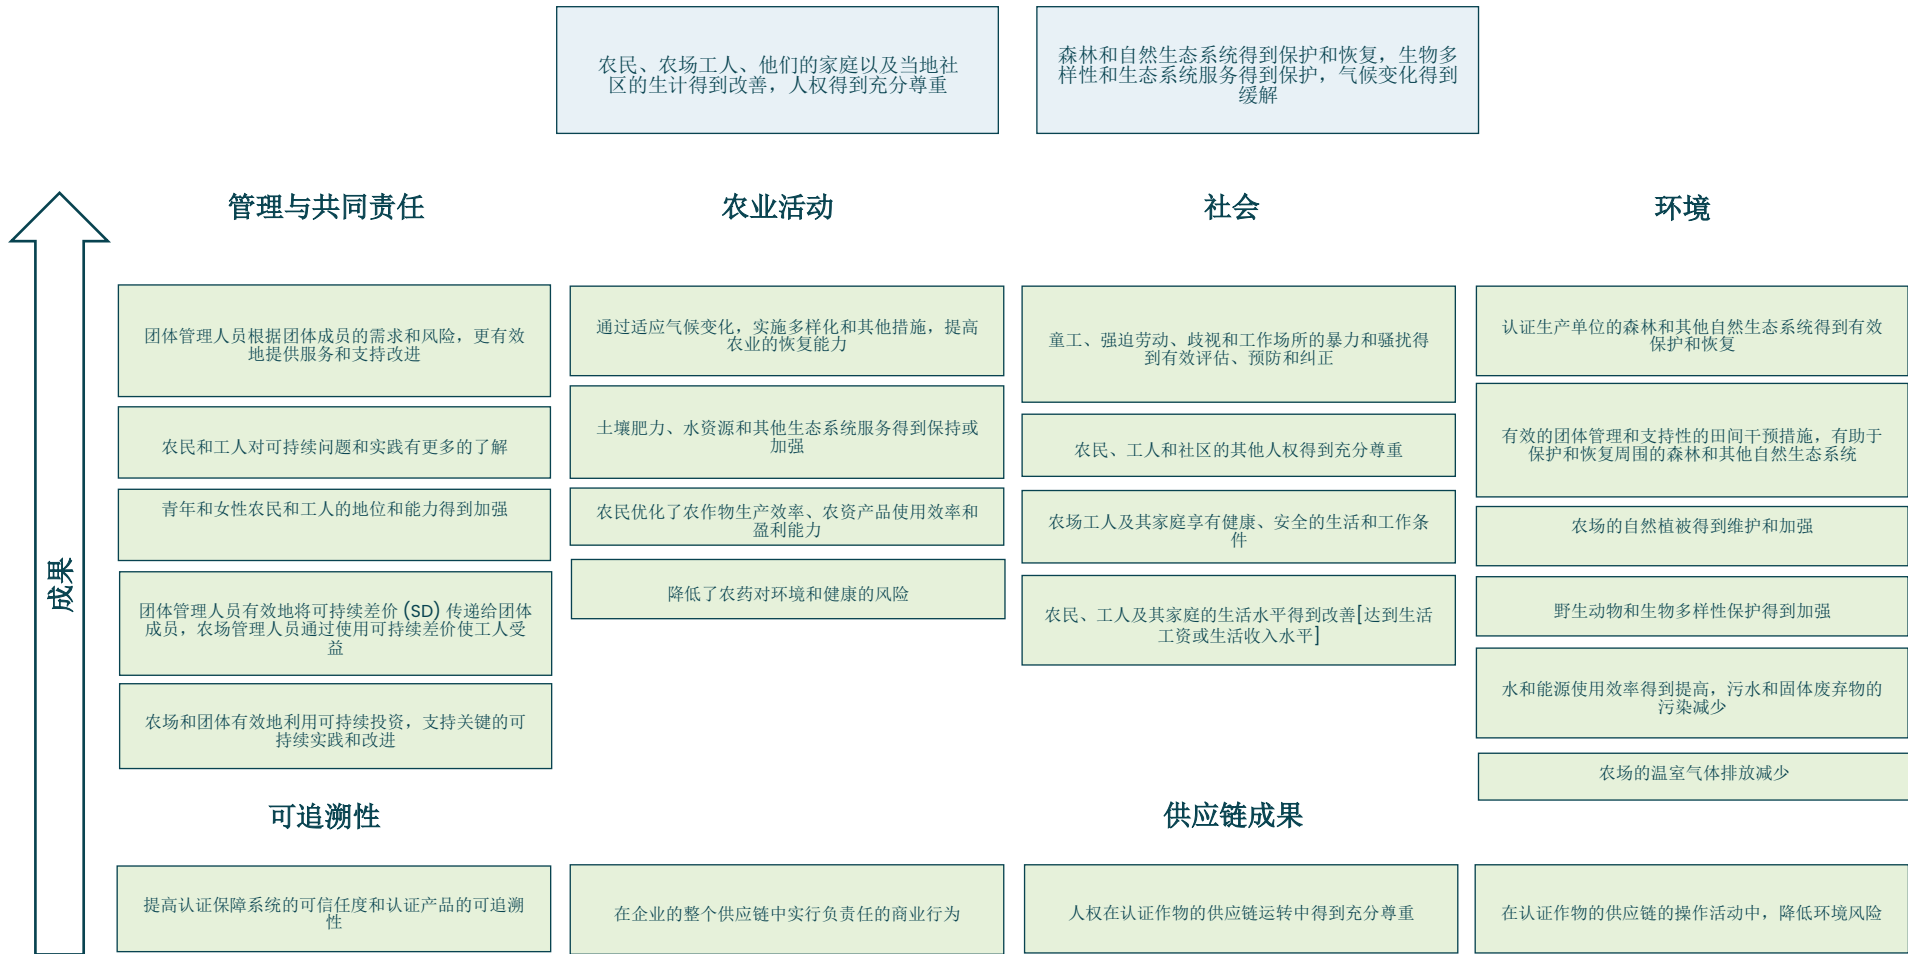 农民、农场工人、他们的家庭以及当地社
区的生计得到改善，人权得到充分尊重
森林和自然生态系统得到保护和恢复，生物多
样性和生态系统服务得到保护，气候变化得到
缓解
成果
管理与共同责任
团体管理人员根据团体成员的需求和风险，更有效
地提供服务和支持改进
农民和工人对可持续问题和实践有更多的了解
青年和女性农民和工人的地位和能力得到加强
团体管理人员有效地将可持续差价 (SD) 传递给团体
成员，农场管理人员通过使用可持续差价使工人受
益
农场和团体有效地利用可持续投资，支持关键的可
持续实践和改进
农业活动
通过适应气候变化，实施多样化和其他措施，提高
农业的恢复能力
土壤肥力、水资源和其他生态系统服务得到保持或
加强
农民优化了农作物生产效率、农资产品使用效率和
盈利能力
降低了农药对环境和健康的风险
社会
童工、强迫劳动、歧视和工作场所的暴力和骚扰得
到有效评估、预防和纠正
农民、工人和社区的其他人权得到充分尊重
农场工人及其家庭享有健康、安全的生活和工作条
件
农民、工人及其家庭的生活水平得到改善[达到生活
工资或生活收入水平]
环境
认证生产单位的森林和其他自然生态系统得到有效
保护和恢复
有效的团体管理和支持性的田间干预措施，有助于
保护和恢复周围的森林和其他自然生态系统
农场的自然植被得到维护和加强
野生动物和生物多样性保护得到加强
水和能源使用效率得到提高，污水和固体废弃物的
污染减少
农场的温室气体排放减少
可追溯性
提高认证保障系统的可信任度和认证产品的可追溯
性
供应链成果
在企业的整个供应链中实行负责任的商业行为
人权在认证作物的供应链运转中得到充分尊重
在认证作物的供应链的操作活动中，降低环境风险